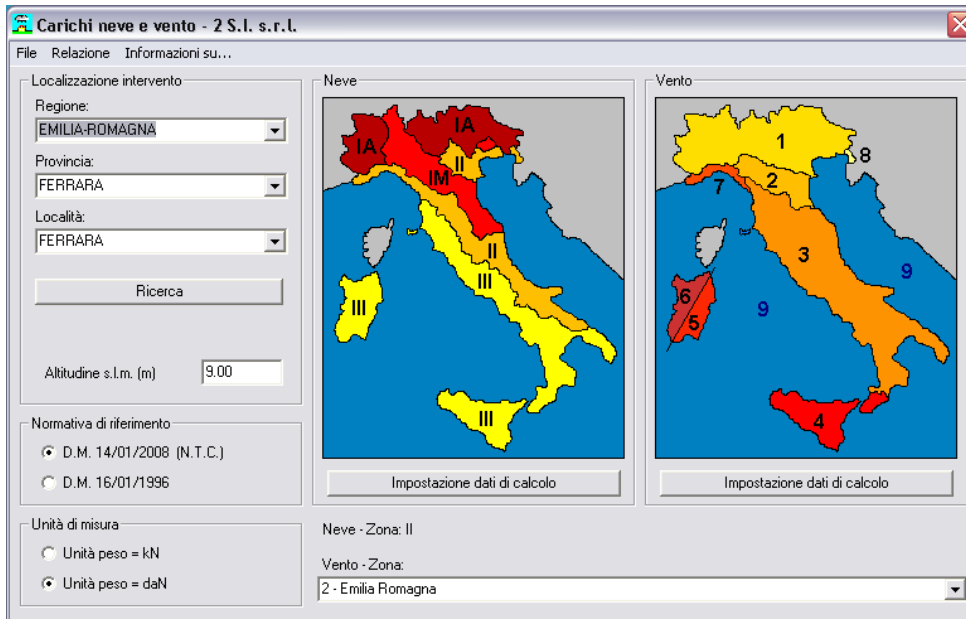 Carichi neve e vento - 2 S.I. s.r.l.
File Relazione Informazioni su...
Localizzazione intervento
Regione:
EMILIA-ROMAGNA
Provincia:
FERRARA
Località:
FERRARA
Ricerca
Altitudine s.l.m. (m) 9.00
Normativa di riferimento
D.M. 14/01/2008 (N.T.C.)
D.M. 16/01/1996
Unità di misura
Unità peso = kN
Unità peso = daN
Neve
IA
IA
II
IM
II
III
III
III
Impostazione dati di calcolo
Vento
1
8
2
7
3
9
6
9
5
4
Impostazione dati di calcolo
Neve - Zona: II
Vento - Zona:
2 - Emilia Romagna